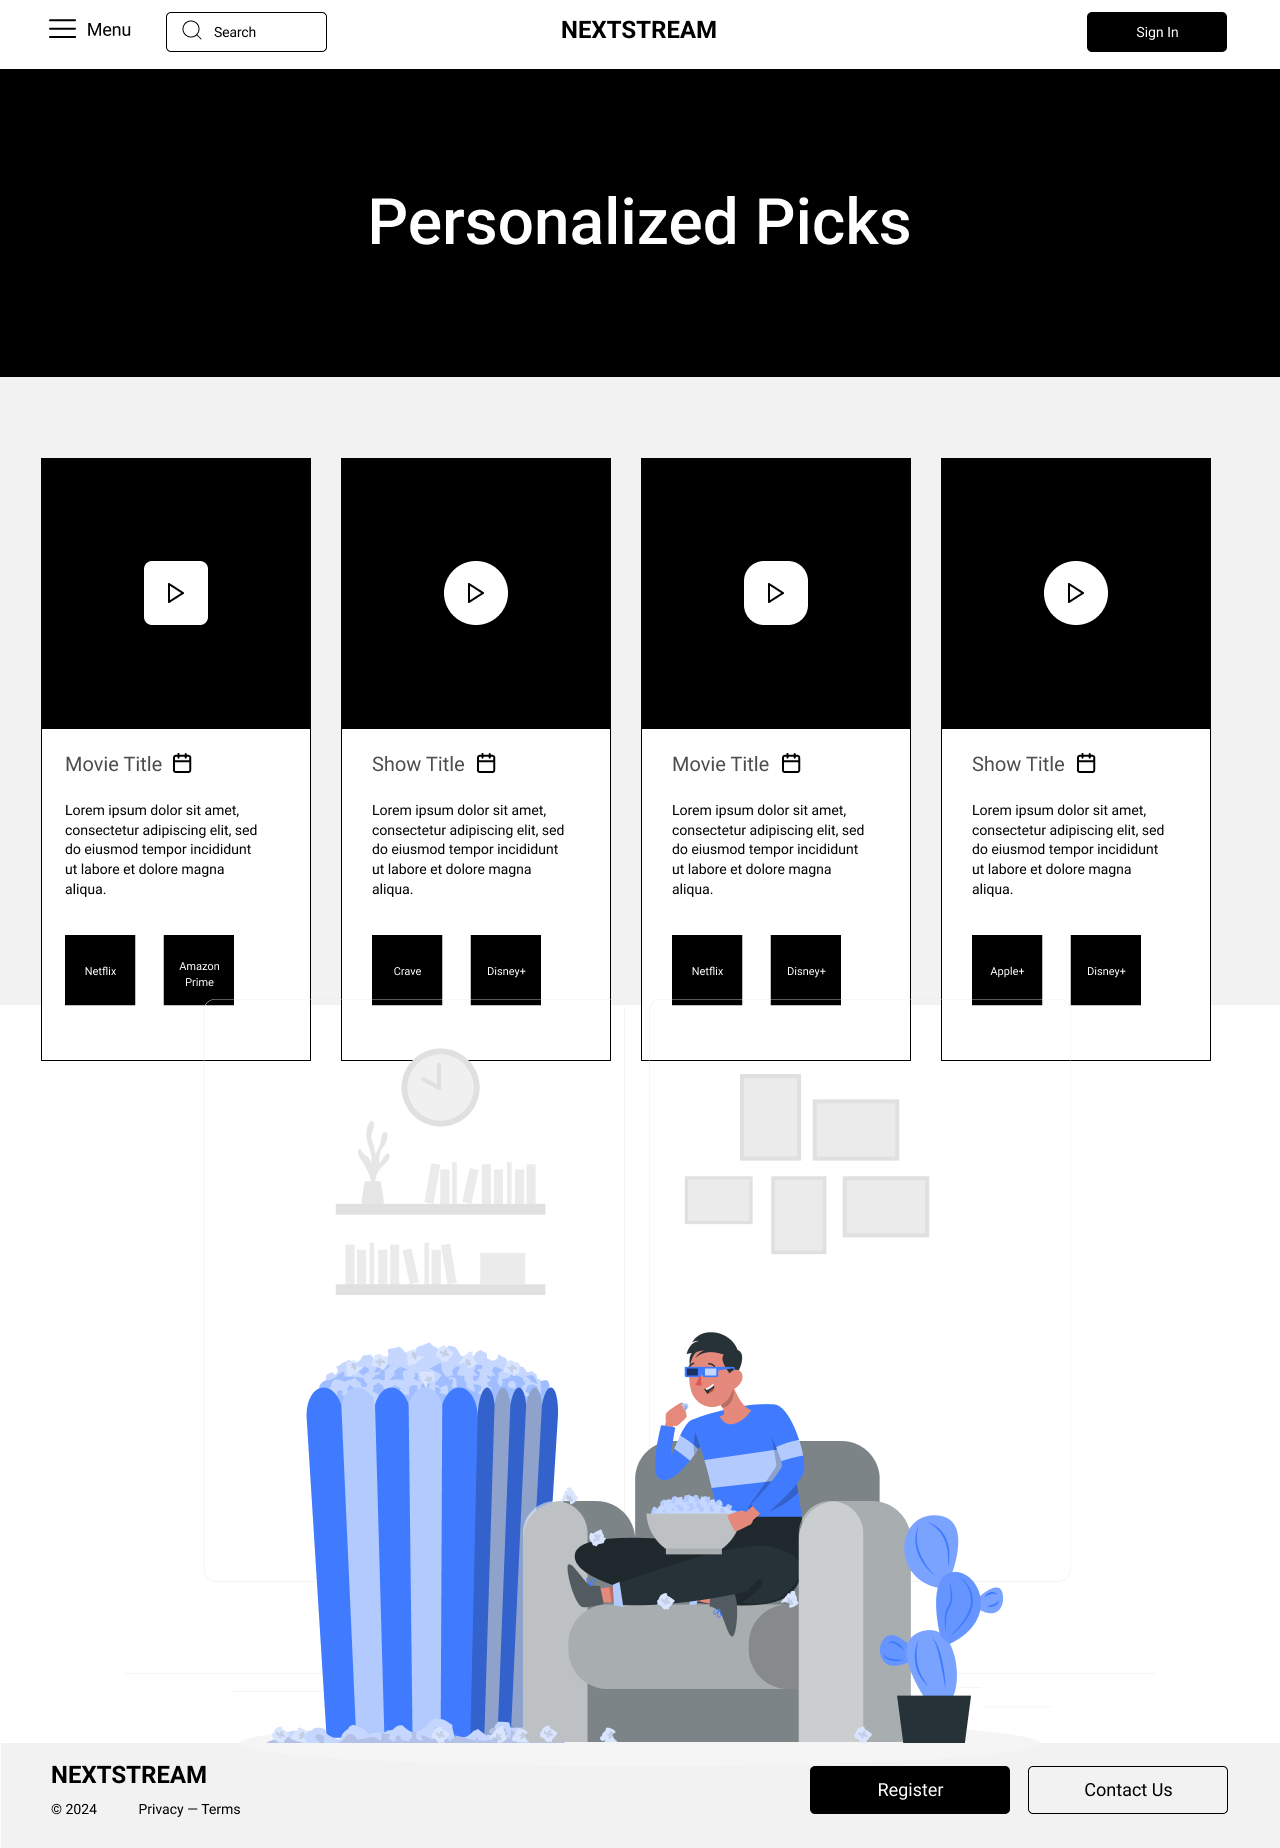 Menu
Search
NEXTSTREAM
Sign In
Personalized Picks
Movie Title
Lorem ipsum dolor sit amet,
consectetur adipiscing elit, sed
do eiusmod tempor incididunt
ut labore et dolore magna
aliqua.
Netflix
Amazon
Prime
Show Title
Lorem ipsum dolor sit amet,
consectetur adipiscing elit, sed
do eiusmod tempor incididunt
ut labore et dolore magna
aliqua.
Crave
Disney+
Movie Title
Lorem ipsum dolor sit amet,
consectetur adipiscing elit, sed
do eiusmod tempor incididunt
ut labore et dolore magna
aliqua.
Netflix
Disney+
Show Title
Lorem ipsum dolor sit amet,
consectetur adipiscing elit, sed
do eiusmod tempor incididunt
ut labore et dolore magna
aliqua.
Apple+
Disney+
NEXTSTREAM
© 2024
Privacy — Terms
Register
Contact Us